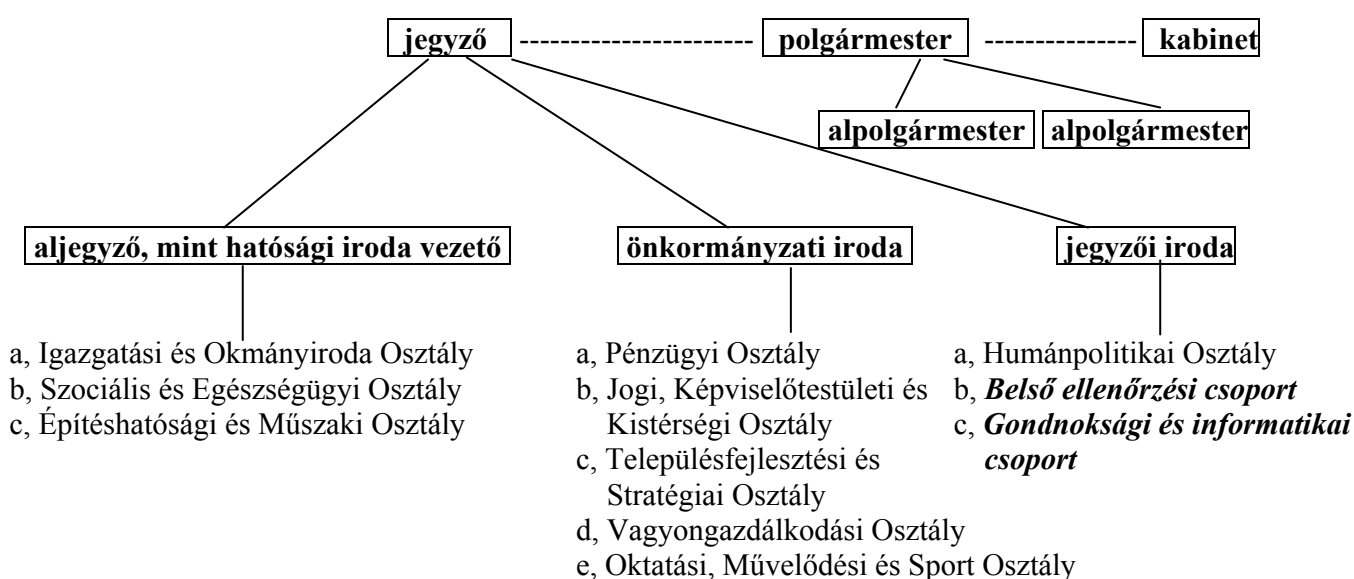 jegyző polgármester kabinet
alpolgármester alpolgármester
aljegyző, mint hatósági iroda vezető
önkormányzati iroda
jegyzői iroda
a, Igazgatási és Okmányiroda Osztály
b, Szociális és Egészségügyi Osztály
c, Építéshatósági és Műszaki Osztály
a, Pénzügyi Osztály
b, Jogi, Képviselőtestületi és
Kistérségi Osztály
c, Településfejlesztési és
Stratégiai Osztály
d, Vagyongazdálkodási Osztály
e, Oktatási, Művelődési és Sport Osztály
a, Humánpolitikai Osztály
b, Belső ellenőrzési csoport
c, Gondnoksági és informatikai
csoport